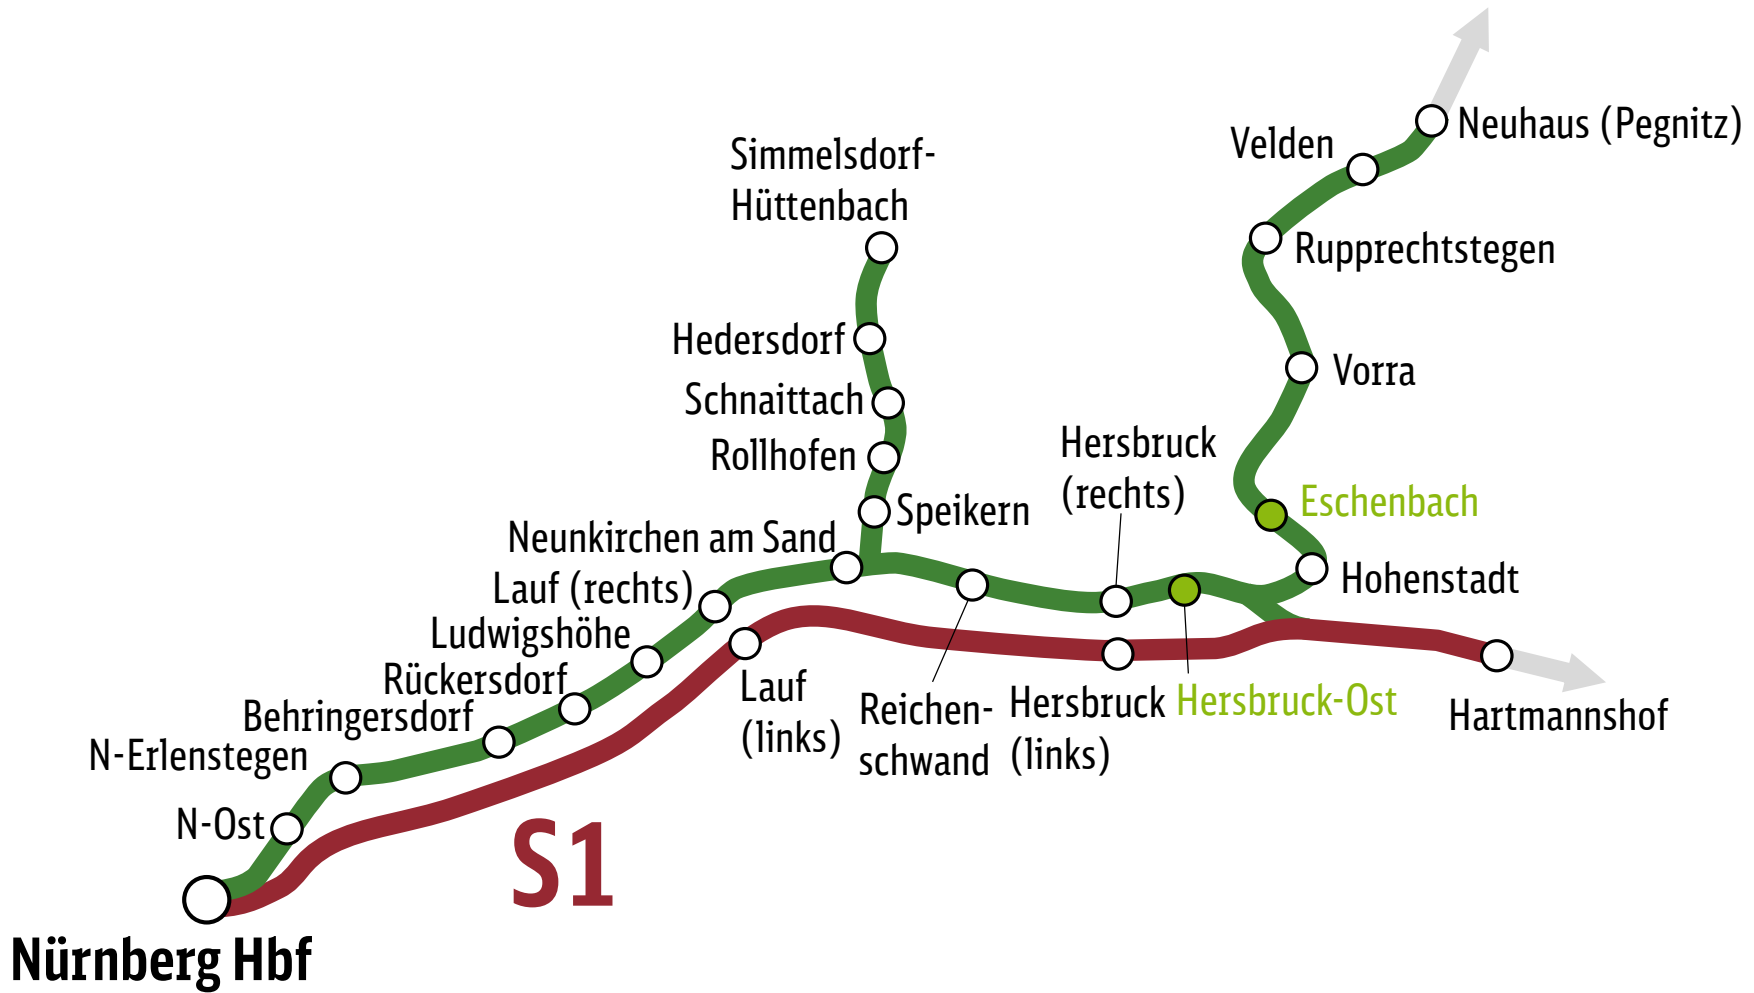 Neuhaus (Pegnitz)
Velden
Simmelsdorf-
Hüttenbach
Rupprechtstegen
Hedersdorf
Vorra
Schnaittach
Rollhofen
Hersbruck
(rechts)
Eschenbach
Speikern
Neunkirchen am Sand
Hohenstadt
Lauf (rechts)
Ludwigshöhe
Rückersdorf
Lauf
(links)
Reichen-
schwand
Hersbruck
(links)
Hersbruck-Ost
Hartmannshof
Behringersdorf
N-Erlenstegen
N-Ost
S1
Nürnberg Hbf